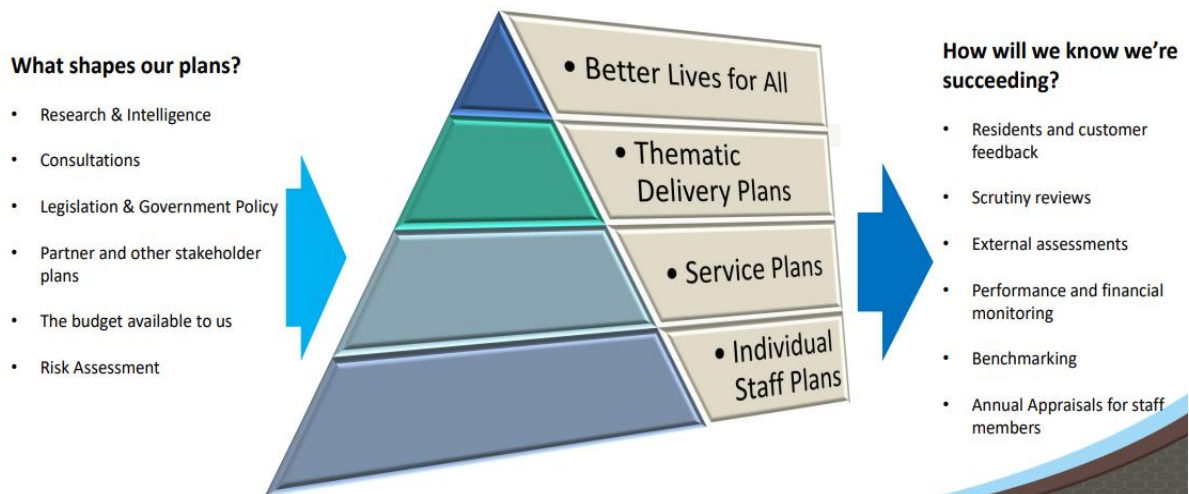 What shapes our plans?
• Research & Intelligence
• Consultations
• Legislation & Government Policy
• Partner and other stakeholder
plans
• The budget available to us
• Risk Assessment
• Better Lives for All
• Thematic
Delivery Plans
• Service Plans
• Individual
Staff Plans
How will we know we're
succeeding?
• Residents and customer
feedback
• Scrutiny reviews
• External assessments
• Performance and financial
monitoring
• Benchmarking
• Annual Appraisals for staff
members